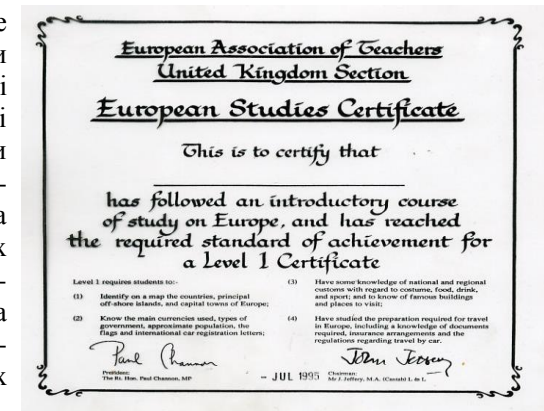 е
и
і
і
и
-
а
х
-
а
-
х
European Association of Teachers
United Kingdom Section
European Studies Certificate
This is to certify that
has followed an introductory course
of study on Europe, and has reached
the required standard of achievement for
a Level 1 Certificate
Level 1 requires students to:-
(1) Identify on a map the countries, principal
off-shore islands, and capital towns of Europe;
(2) Know the main currencies used, types of
government, approximate population, the
flags and international car registration letters;
(3) Have some knowledge of national and regional
customs with regard to costume, food, drink,
and sport; and to know of famous buildings
and places to visit;
(4) Have studied the preparation required for travel
in Europe, including a knowledge of documents
required, insurance arrangements and the
regulations regarding travel by car.
Paul Channon
President:
The Rt. Hon. Paul Channon, MP
- JUL 1995
Chairman:
Mr J. Jeffery, M.A. (Cantab)